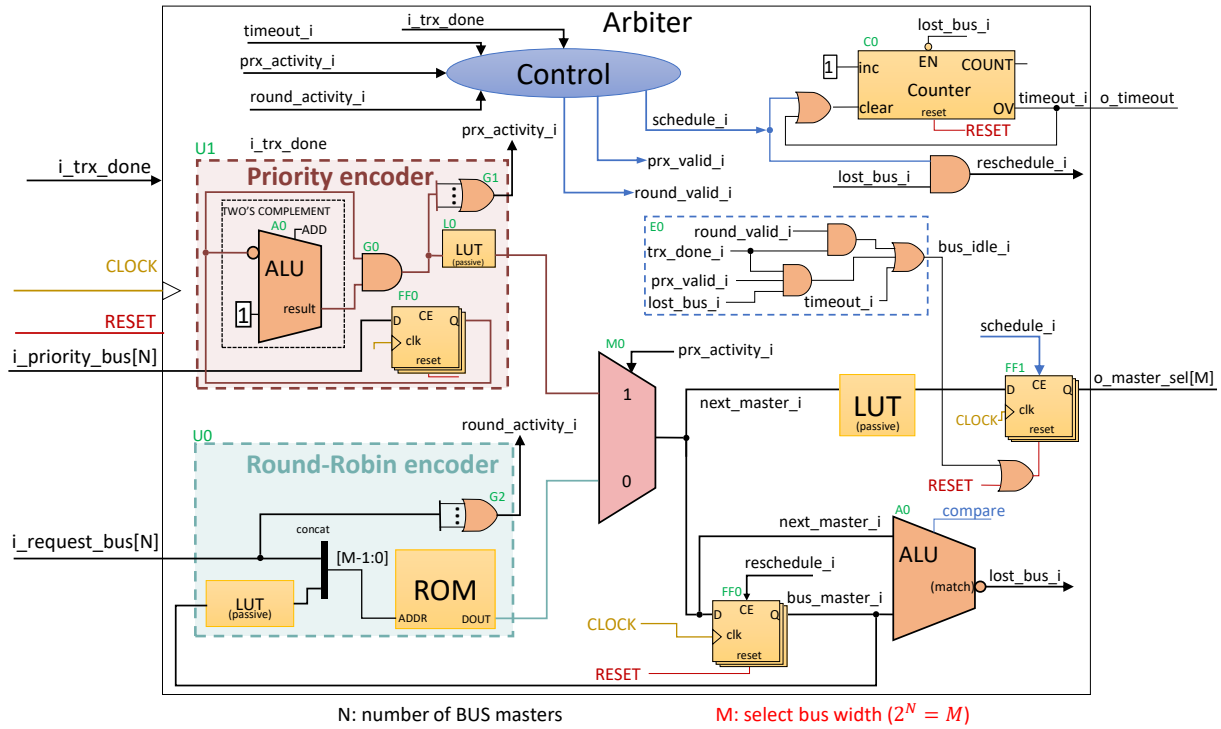 Arbiter
i_trx_done
timeout_i
prx_activity_i
round_activity_i
Control
schedule_i
prx_valid_i
round_valid_i
lost_bus_i
C0
1
inc
EN
COUNT
Counter
clear
reset
OV
timeout_i
o_timeout
RESET
lost_bus_i
reschedule_i
i_trx_done
CLOCK
RESET
i_priority_bus[N]
i_request_bus[N]
U1
i_trx_done
prx_activity_i
Priority encoder
G1
TWO'S COMPLEMENT
A0
ADD
ALU
1
result
G0
L0
LUT
(passive)
FF0
D
CE
Q
clk
reset
E0
round_valid_i
trx_done_i
prx_valid_i
lost_bus_i
timeout_i
bus_idle_i
M0
prx_activity_i
1
0
next_master_i
LUT
(passive)
schedule_i
FF1
D
CE
Q
clk
reset
CLOCK
o_master_sel[M]
RESET
U0
round_activity_i
Round-Robin encoder
G2
concat
[M-1:0]
LUT
(passive)
ROM
ADDR
DOUT
reschedule_i
FF0
D
CE
Q
clk
reset
CLOCK
RESET
next_master_i
bus_master_i
A0
compare
ALU
(match)
lost_bus_i
N: number of BUS masters
M: select bus width (2^N = M)